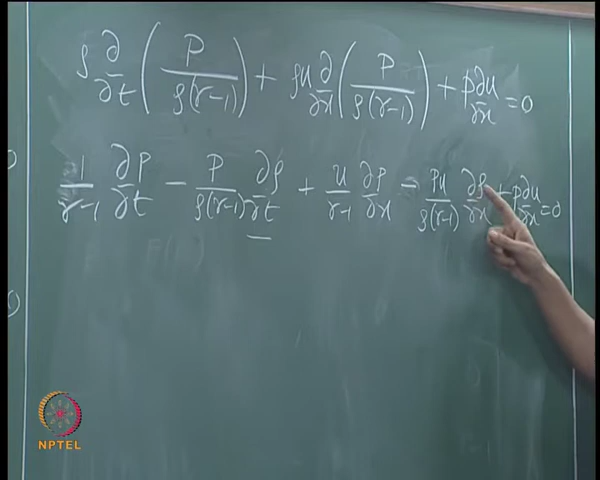 ρ ∂/∂t ( P / ρ(γ-1) ) + ρu ∂/∂x ( P / ρ(γ-1) ) + p ∂u/∂x = 0
1/γ-1 ∂P/∂t - P/ρ(γ-1) ∂ρ/∂t + u/γ-1 ∂P/∂x - Pu/ρ(γ-1) ∂ρ/∂x + p ∂u/∂x = 0
NPTEL